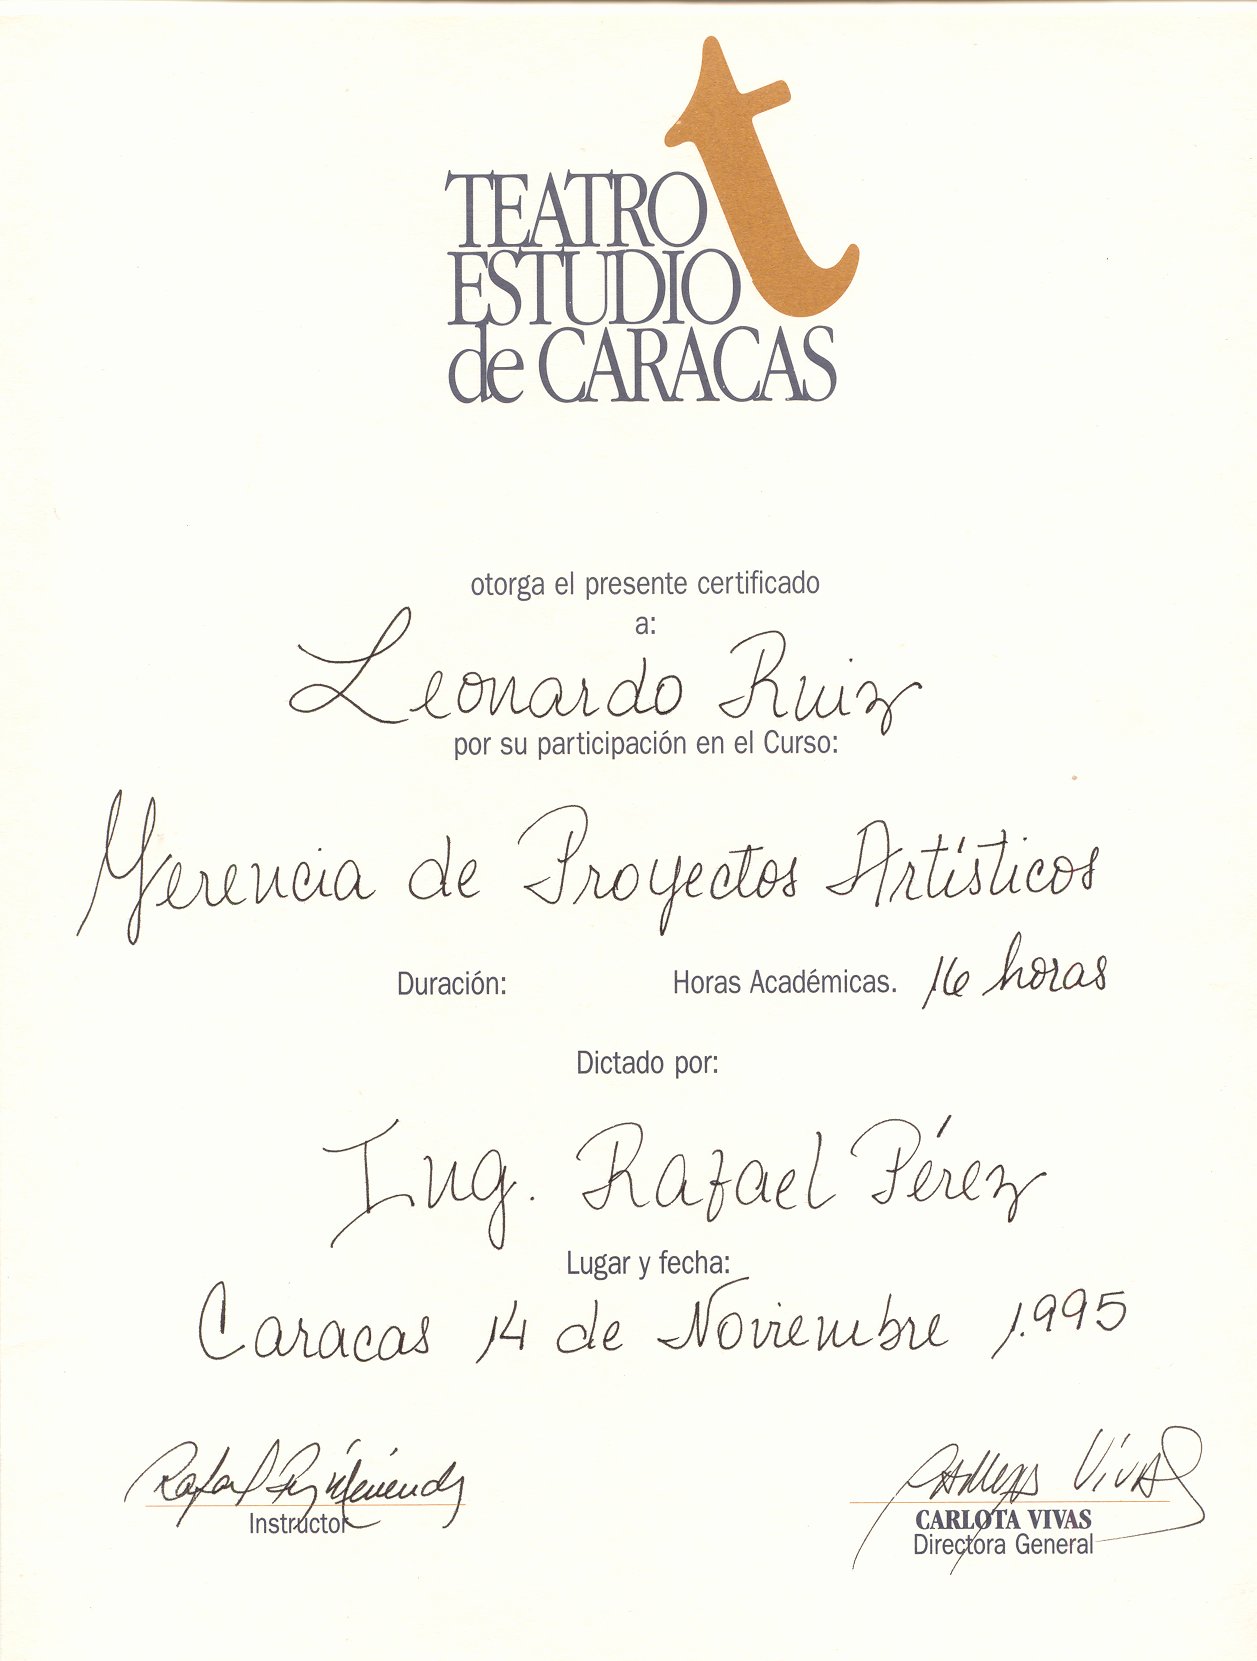 t
TEATRO
ESTUDIO
de CARACAS
otorga el presente certificado
a:
Leonardo Ruiz
por su participación en el Curso:
Gerencia de Proyectos Artísticos
Duración: Horas Académicas. 16 horas
Dictado por:
Ing. Rafael Pérez
Lugar y fecha:
Caracas 14 de Noviembre 1.995
Rafael
Vivas
Instructor
CARLOTA VIVAS
Directora General